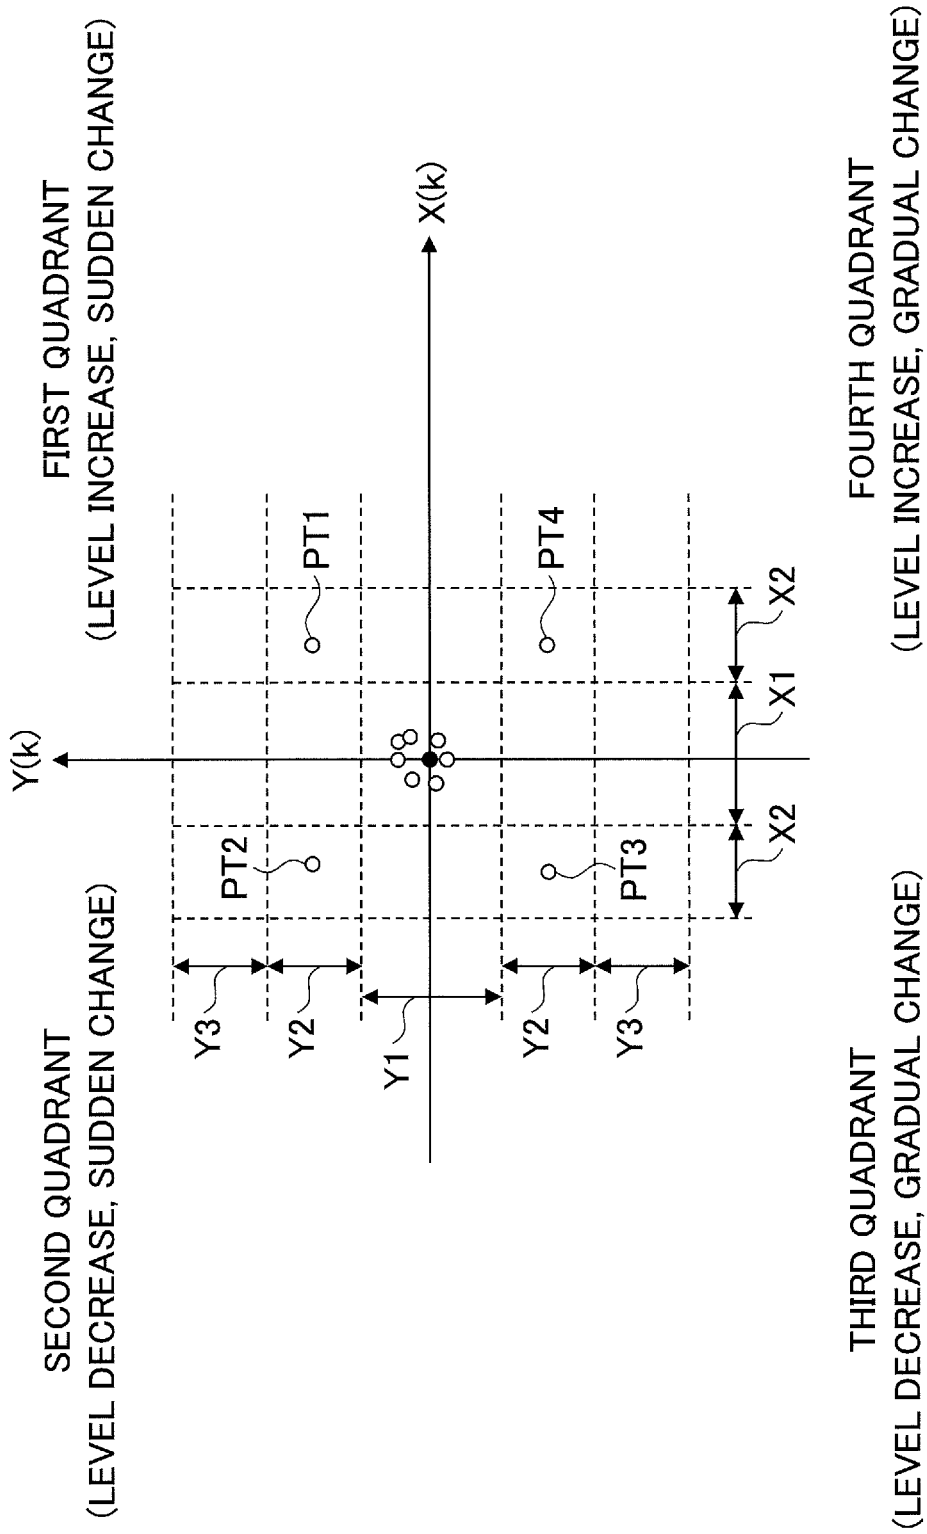 SECOND QUADRANT
(LEVEL DECREASE, SUDDEN CHANGE)
FIRST QUADRANT
(LEVEL INCREASE, SUDDEN CHANGE)
Y(k)
X(k)
Y3
Y2
Y1
Y2
Y3
PT2
PT1
PT3
PT4
X2
X1
X2
THIRD QUADRANT
(LEVEL DECREASE, GRADUAL CHANGE)
FOURTH QUADRANT
(LEVEL INCREASE, GRADUAL CHANGE)